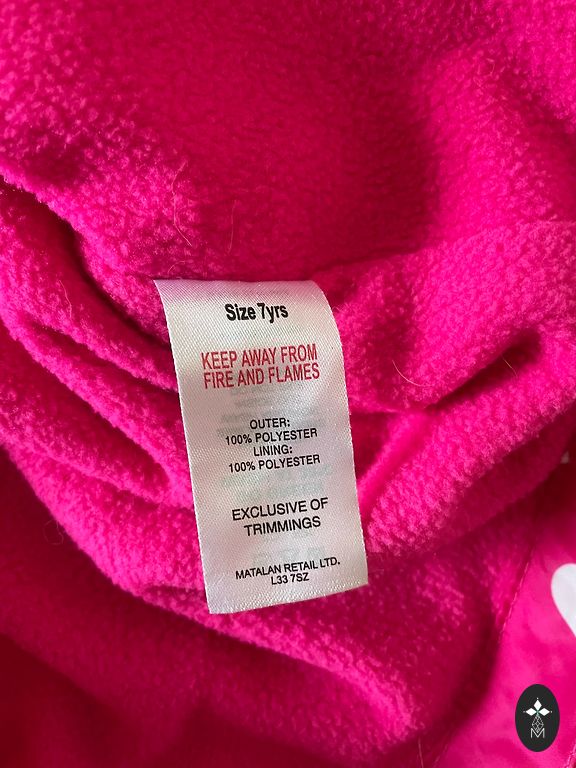 Size 7yrs
KEEP AWAY FROM
FIRE AND FLAMES
OUTER:
100% POLYESTER
LINING:
100% POLYESTER
EXCLUSIVE OF
TRIMMINGS
MATALAN RETAIL LTD.
L33 7SZ
M